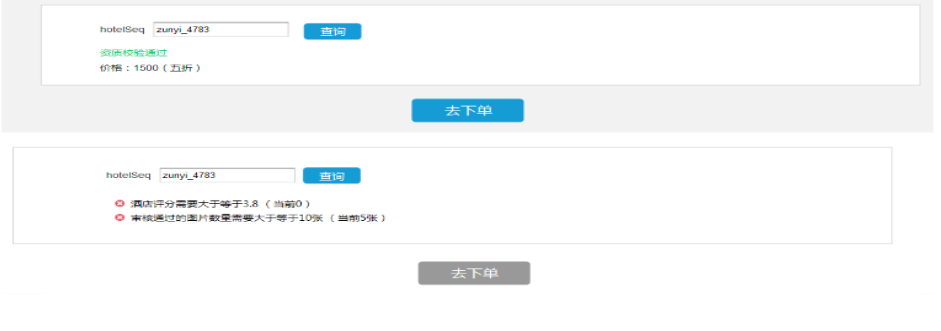 hotelSeq zunyi_4783 查询
资质校验通过
价格：1500（五折）
去下单
hotelSeq zunyi_4783 查询
酒店评分需要大于等于3.8（当前0）
审核通过的图片数量需要大于等于10张（当前5张）
去下单